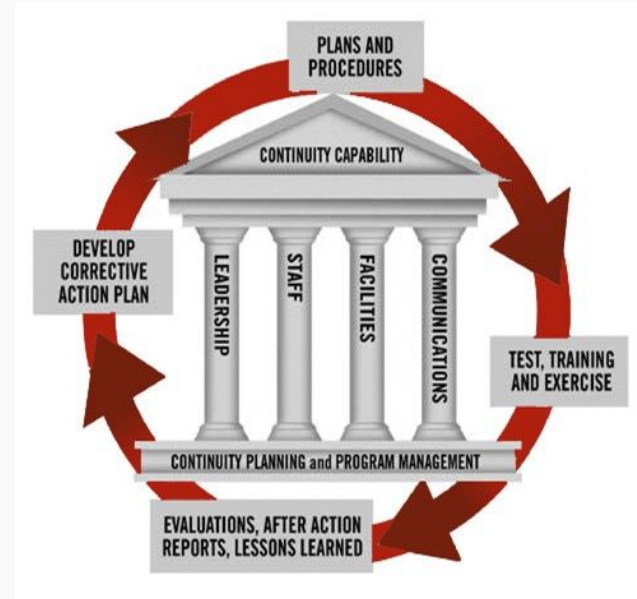 PLANS AND
PROCEDURES
CONTINUITY CAPABILITY
DEVELOP
CORRECTIVE
ACTION PLAN
LEADERSHIP
STAFF
FACILITIES
COMMUNICATIONS
TEST, TRAINING
AND EXERCISE
CONTINUITY PLANNING and PROGRAM MANAGEMENT
EVALUATIONS, AFTER ACTION
REPORTS, LESSONS LEARNED